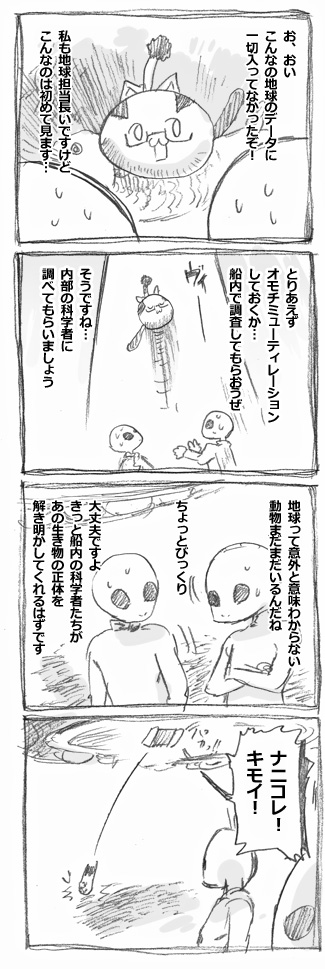 お、おい
こんなの地球のデータに
一切入ってなかったぞ！
私も地球担当長いですけど
こんなのは初めて見ます…
とりあえず
オモチミューティレーション
しておくか…
船内で調査してもらおうぜ
そうですね…
内部の科学者に
調べてもらいましょう
地球って意外と意味わからない
動物まだまだいるんだね
ちょっとびっくり
大丈夫ですよ
きっと船内の科学者たちが
あの生き物の正体を
解き明かしてくれるはずです
ナニコレ！
キモイ！